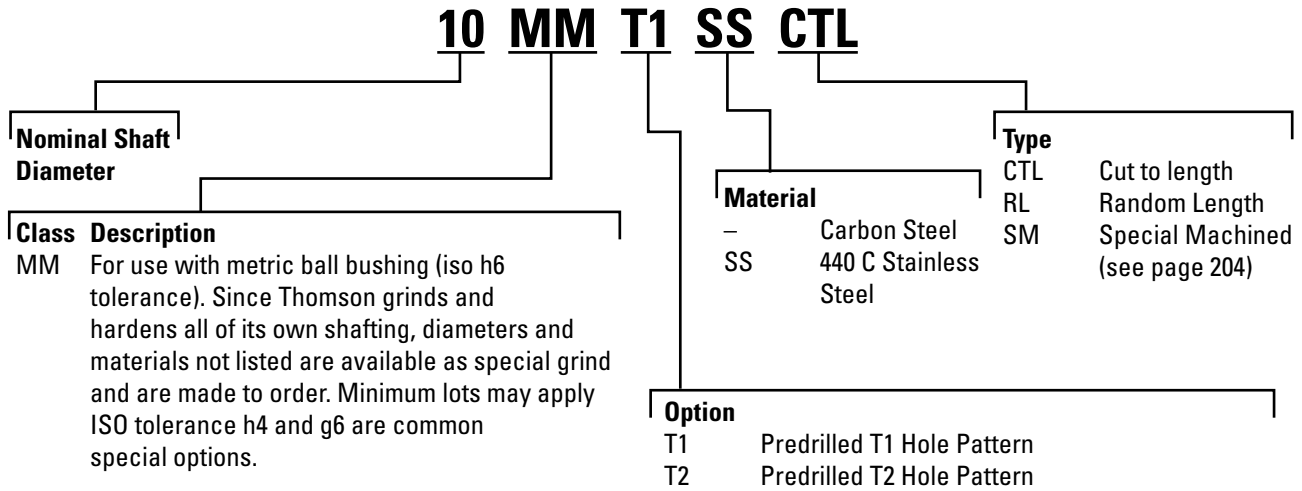 10 MM T1 SS CTL
Nominal Shaft
Diameter
Class Description
MM For use with metric ball bushing (iso h6
tolerance). Since Thomson grinds and
hardens all of its own shafting, diameters and
materials not listed are available as special grind
and are made to order. Minimum lots may apply
ISO tolerance h4 and g6 are common
special options.
Option
T1 Predrilled T1 Hole Pattern
T2 Predrilled T2 Hole Pattern
Material
– Carbon Steel
SS 440 C Stainless
Steel
Type
CTL Cut to length
RL Random Length
SM Special Machined
(see page 204)